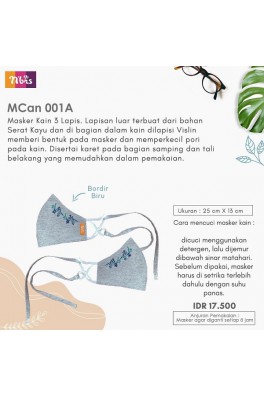 Nbrs
MCan 001A
Masker Kain 3 Lapis. Lapisan luar terbuat dari bahan
Serat Kayu dan di bagian dalam kain dilapisi Vislin
memberi bentuk pada masker dan memperkecil pori
pada kain. Disertai karet pada bagian samping dan tali
belakang yang memudahkan dalam pemakaian.
Bordir
Biru
Ukuran : 25 cm X 13 cm
Cara mencuci masker kain :
dicuci menggunakan
detergen, lalu dijemur
dibawah sinar matahari.
Sebelum dipakai, masker
harus di setrika terlebih
dahulu dengan suhu
panas.
IDR 17.500
Anjuran Pemakaian :
Masker agar diganti setiap 8 jam